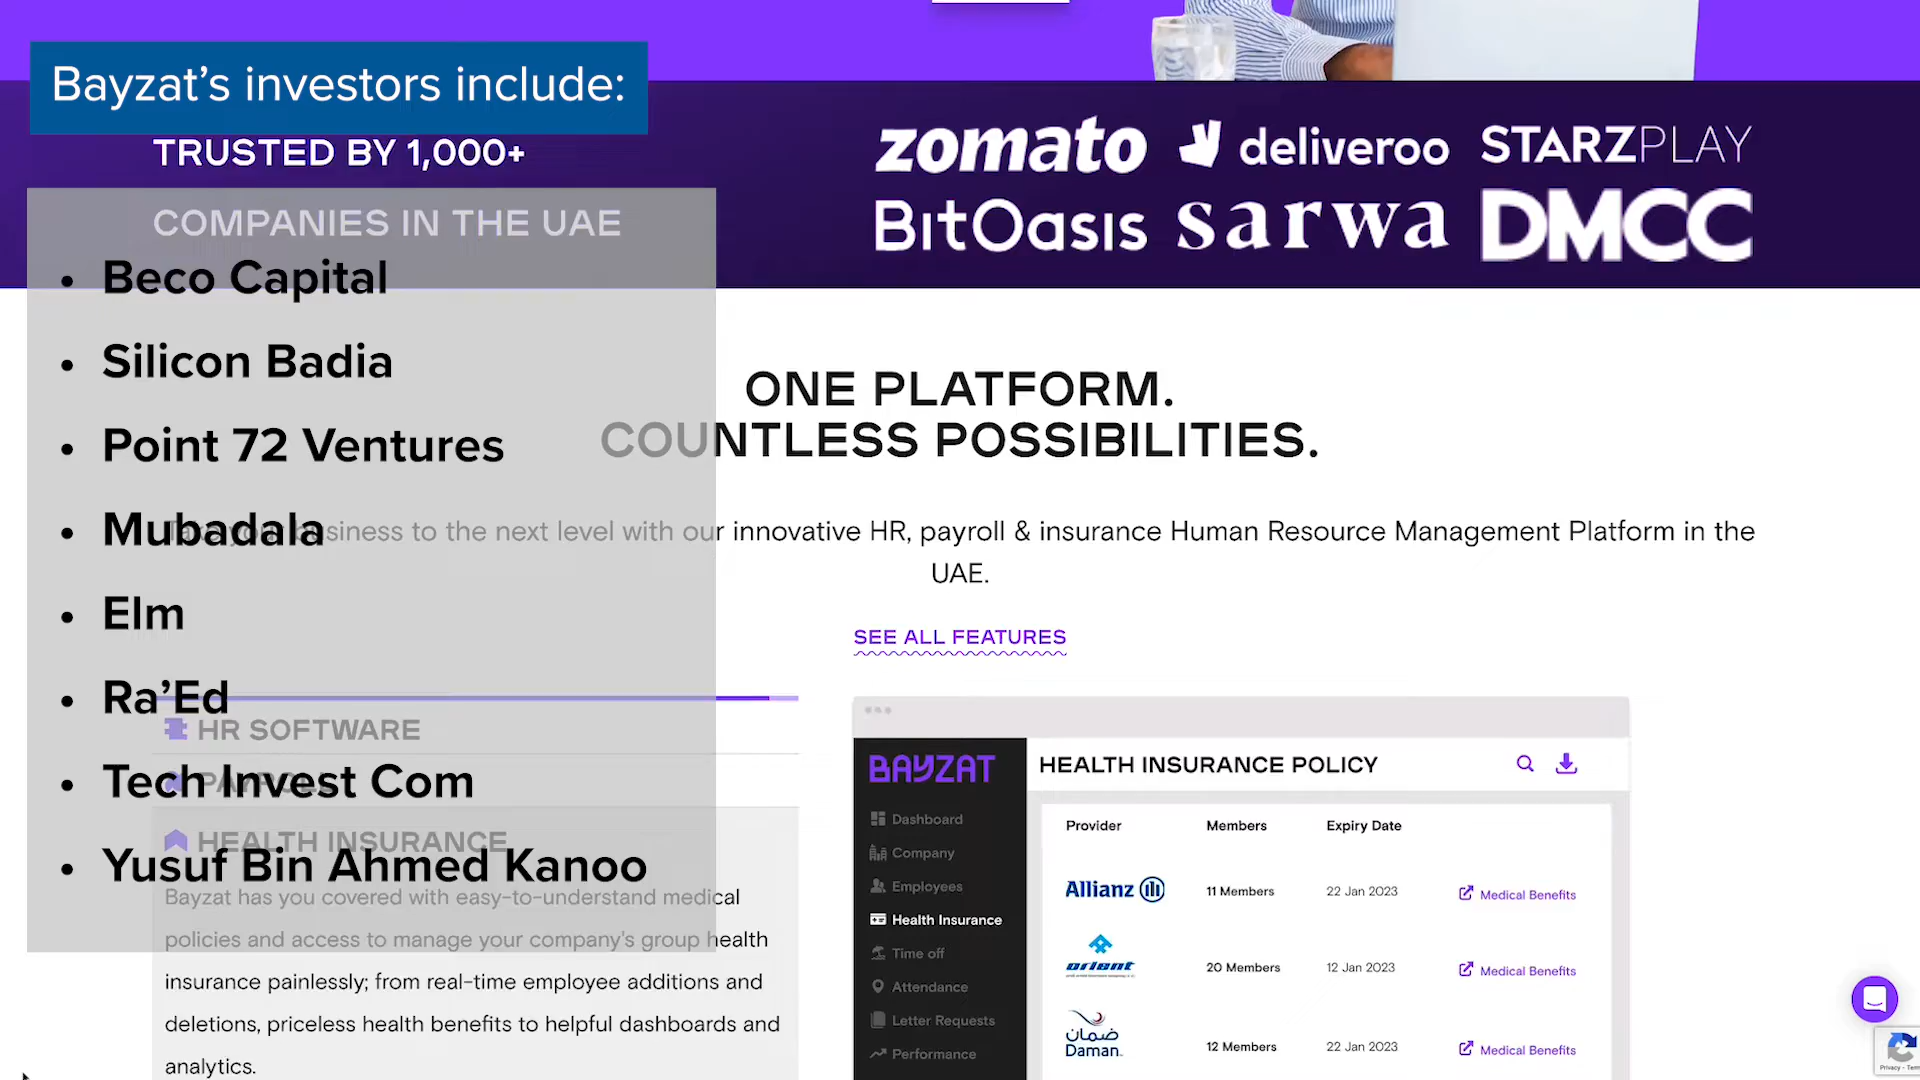 Bayzat’s investors include:
TRUSTED BY 1,000+
COMPANIES IN THE UAE
• Beco Capital
• Silicon Badia
• Point 72 Ventures
• Mubadala
• Elm
• Ra’Ed
• Tech Invest Com
• Yusuf Bin Ahmed Kanoo
zomato deliveroo STARZPLAY
BitOasis sarwa DMCC
ONE PLATFORM.
COUNTLESS POSSIBILITIES.
Take your business to the next level with our innovative HR, payroll & insurance Human Resource Management Platform in the
UAE.
SEE ALL FEATURES
HR SOFTWARE
PAYROLL
HEALTH INSURANCE
Bayzat has you covered with easy-to-understand medical
policies and access to manage your company's group health
insurance painlessly; from real-time employee additions and
deletions, priceless health benefits to helpful dashboards and
analytics.
BAYZAT
Dashboard
Company
Employees
Health Insurance
Time off
Attendance
Letter Requests
Performance
HEALTH INSURANCE POLICY
Provider Members Expiry Date
Allianz 11 Members 22 Jan 2023 Medical Benefits
orient 20 Members 12 Jan 2023 Medical Benefits
ضمان
Daman 12 Members 22 Jan 2023 Medical Benefits
Privacy - Term